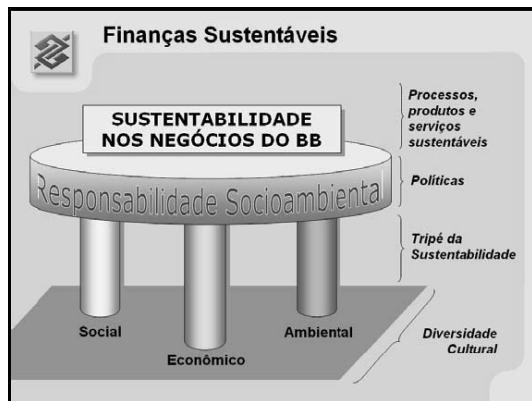 Finanças Sustentáveis
SUSTENTABILIDADE
NOS NEGÓCIOS DO BB
Processos,
produtos e
serviços
sustentáveis
Responsabilidade Socioambiental
Políticas
Tripé da
Sustentabilidade
Social
Econômico
Ambiental
Diversidade
Cultural